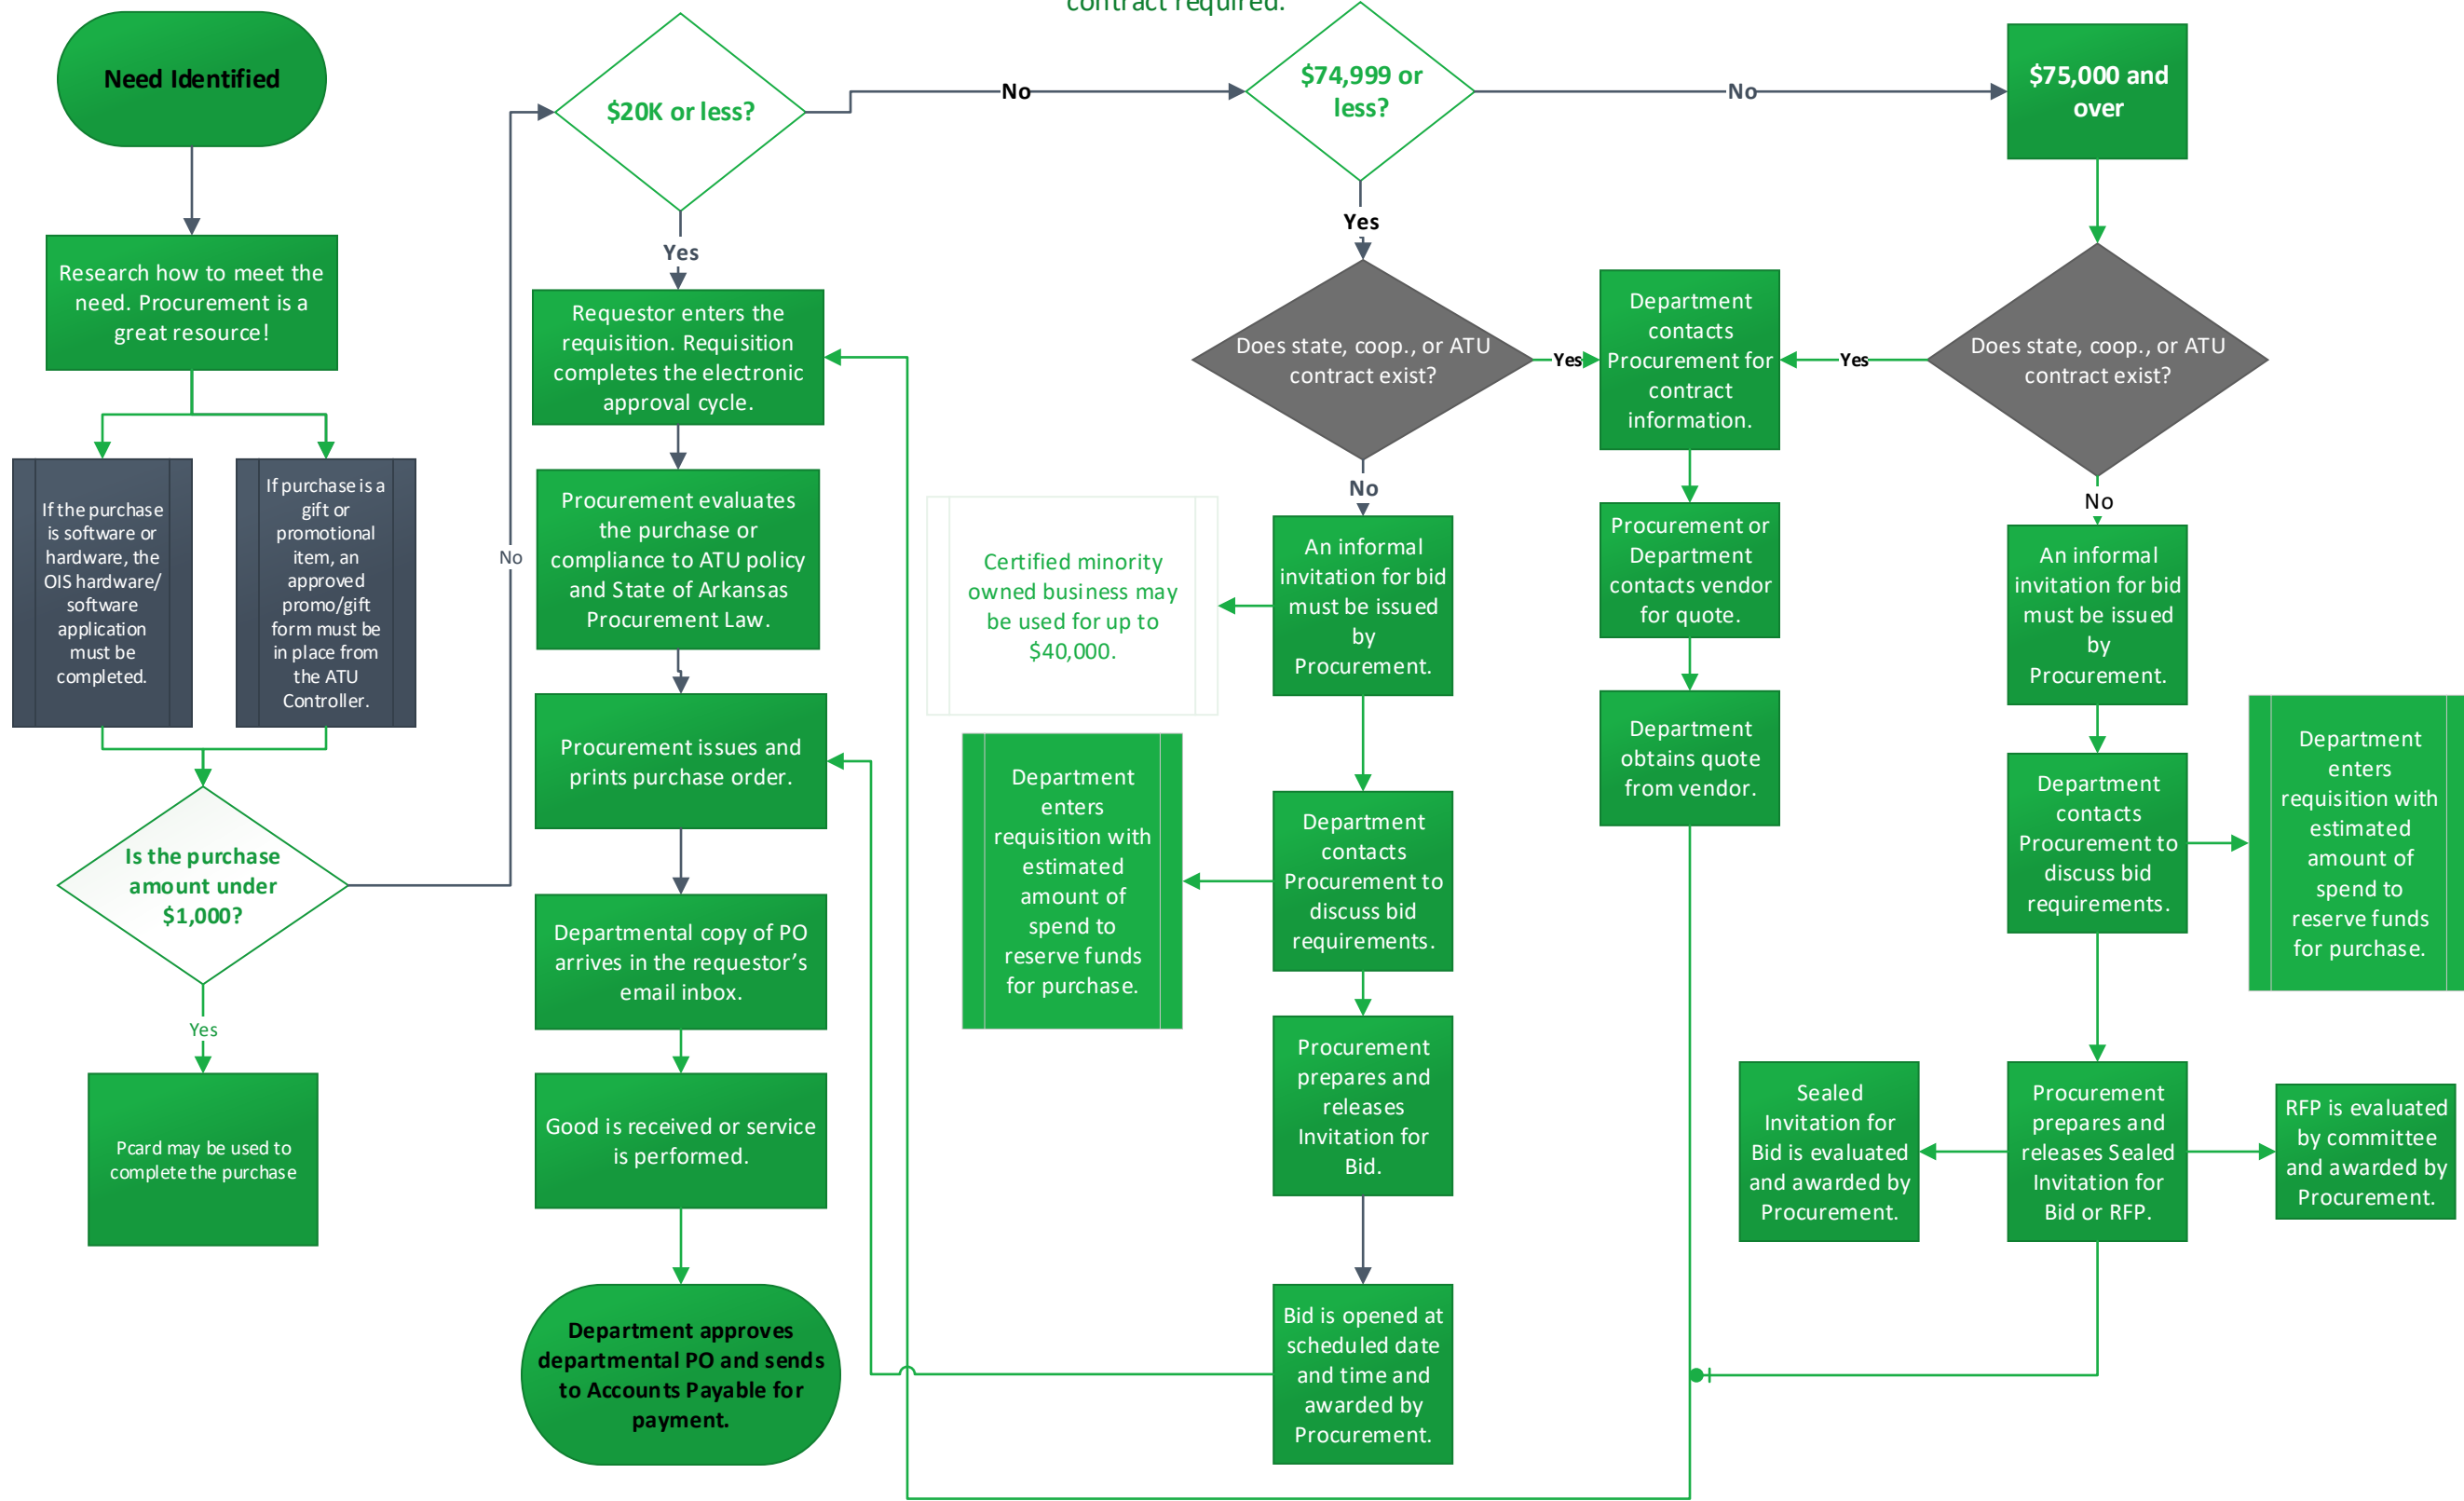 contract required.
Need Identified
$20K or less?
No
$74,999 or
less?
No
$75,000 and
over
Research how to meet the
need. Procurement is a
great resource!
If the purchase
is software or
hardware, the
OIS hardware/
software
application
must be
completed.
If purchase is a
gift or
promotional
item, an
approved
promo/gift
form must be
in place from
the ATU
Controller.
Is the purchase
amount under
$1,000?
No
Yes
Pcard may be used to
complete the purchase
Yes
Requestor enters the
requisition. Requisition
completes the electronic
approval cycle.
Procurement evaluates
the purchase or
compliance to ATU policy
and State of Arkansas
Procurement Law.
Procurement issues and
prints purchase order.
Departmental copy of PO
arrives in the requestor’s
email inbox.
Good is received or service
is performed.
Department approves
departmental PO and sends
to Accounts Payable for
payment.
Yes
Does state, coop., or ATU
contract exist?
Yes
No
Certified minority
owned business may
be used for up to
$40,000.
An informal
invitation for bid
must be issued
by
Procurement.
Department
enters
requisition with
estimated
amount of
spend to
reserve funds
for purchase.
Department
contacts
Procurement to
discuss bid
requirements.
Procurement
prepares and
releases
Invitation for
Bid.
Bid is opened at
scheduled date
and time and
awarded by
Procurement.
Department
contacts
Procurement for
contract
information.
Procurement or
Department
contacts vendor
for quote.
Department
obtains quote
from vendor.
Yes
Does state, coop., or ATU
contract exist?
No
An informal
invitation for bid
must be issued
by
Procurement.
Department
contacts
Procurement to
discuss bid
requirements.
Department
enters
requisition with
estimated
amount of
spend to
reserve funds
for purchase.
Sealed
Invitation for
Bid is evaluated
and awarded by
Procurement.
Procurement
prepares and
releases Sealed
Invitation for
Bid or RFP.
RFP is evaluated
by committee
and awarded by
Procurement.